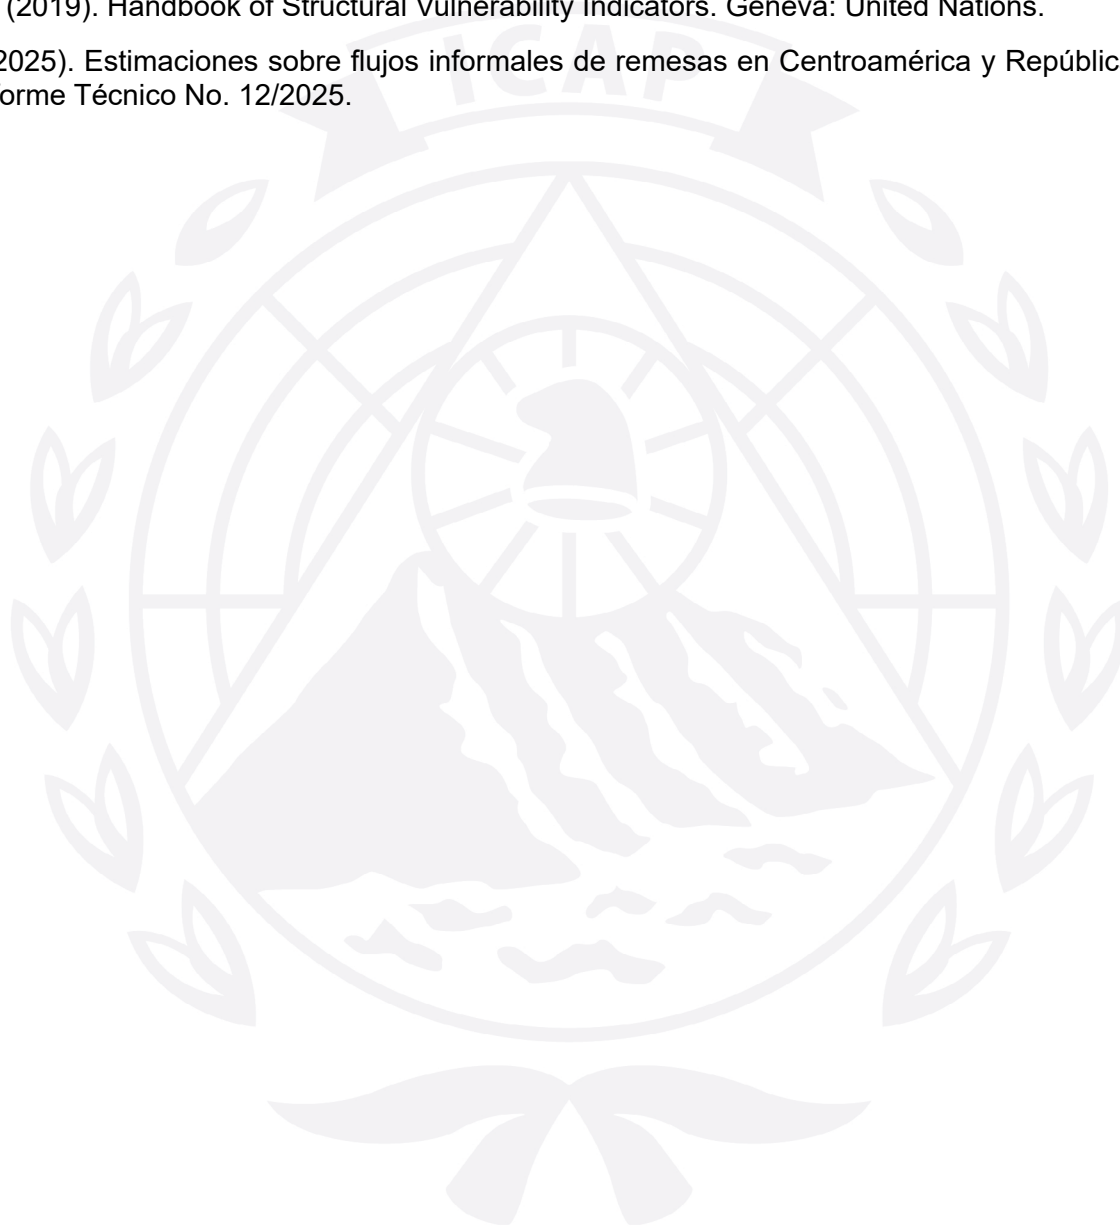 (2019). Handbook of Structural Vulnerability Indicators. Geneva: United Nations.
ICAP
2025). Estimaciones sobre flujos informales de remesas en Centroamérica y Repúblic
orme Técnico No. 12/2025.